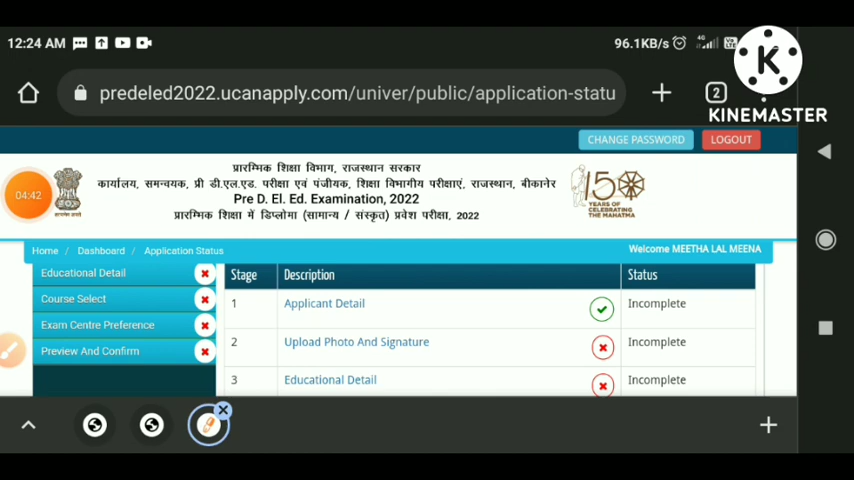 12:24 AM
96.1KB/s
4G
KINEMASTER
predeled2022.ucanapply.com/univer/public/application-statu
2
CHANGE PASSWORD
LOGOUT
04:42
प्रारम्भिक शिक्षा विभाग, राजस्थान सरकार
कार्यालय, समन्वयक, प्री डी.एल.एड. परीक्षा एवं पंजीयक, शिक्षा विभागीय परीक्षाएं, राजस्थान, बीकानेर
Pre D. El. Ed. Examination, 2022
प्रारम्भिक शिक्षा में डिप्लोमा (सामान्य / संस्कृत) प्रवेश परीक्षा, 2022
150
YEARS OF
CELEBRATING
THE MAHATMA
Home / Dashboard / Application Status
Welcome MEETHA LAL MEENA
Educational Detail
Course Select
Exam Centre Preference
Preview And Confirm
Stage Description Status
1 Applicant Detail Incomplete
2 Upload Photo And Signature Incomplete
3 Educational Detail Incomplete